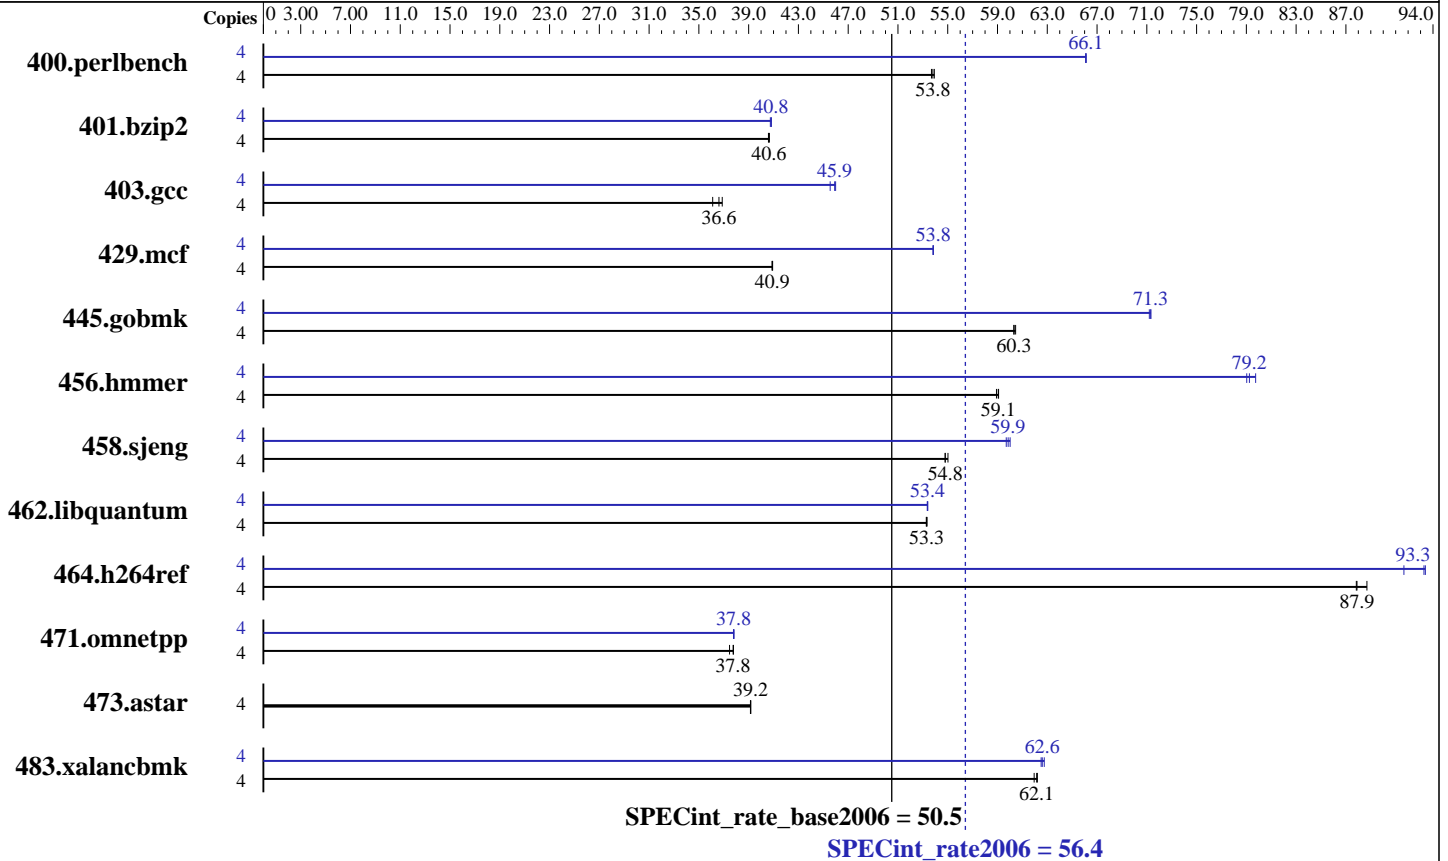 Copies 0 3.00 7.00 11.0 15.0 19.0 23.0 27.0 31.0 35.0 39.0 43.0 47.0 51.0 55.0 59.0 63.0 67.0 71.0 75.0 79.0 83.0 87.0 94.0
400.perlbench 4 66.1
4 53.8
401.bzip2 4 40.8
4 40.6
403.gcc 4 45.9
4 36.6
429.mcf 4 53.8
4 40.9
445.gobmk 4 71.3
4 60.3
456.hmmer 4 79.2
4 59.1
458.sjeng 4 59.9
4 54.8
462.libquantum 4 53.4
4 53.3
464.h264ref 4 93.3
4 87.9
471.omnetpp 4 37.8
4 37.8
473.astar 4 39.2
483.xalancbmk 4 62.6
4 62.1
SPECint_rate_base2006 = 50.5
SPECint_rate2006 = 56.4